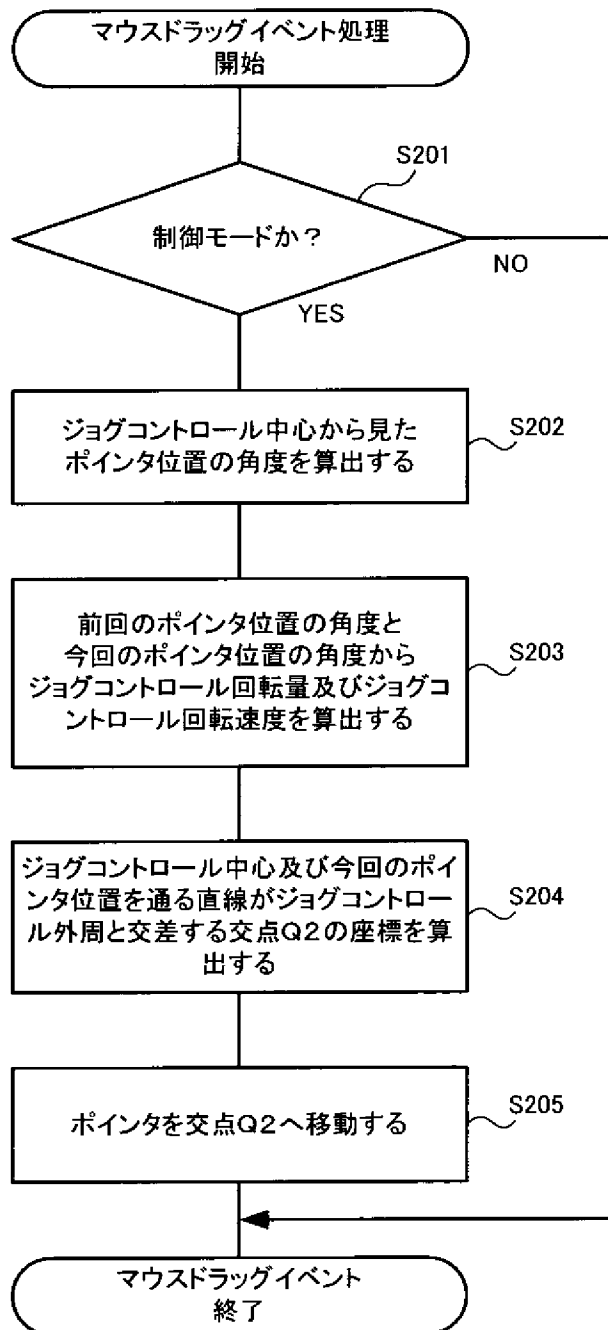 マウスドラッグイベント処理
開始
S201
制御モードか？
NO
YES
ジョグコントロール中心から見た
ポインタ位置の角度を算出する
S202
前回のポインタ位置の角度と
今回のポインタ位置の角度から
ジョグコントロール回転量及びジョグコ
ントロール回転速度を算出する
S203
ジョグコントロール中心及び今回のポイ
ンタ位置を通る直線がジョグコントロー
ル外周と交差する交点Q２の座標を算
出する
S204
ポインタを交点Q２へ移動する
S205
マウスドラッグイベント
終了